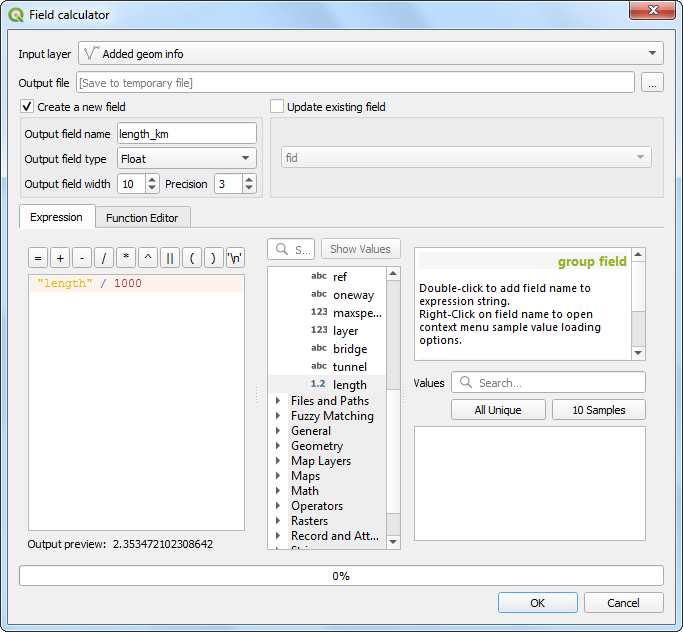 Field calculator
Input layer Added geom info
Output file [Save to temporary file] ...
Create a new field Update existing field
Output field name length_km
Output field type Float
fid
Output field width 10 Precision 3
Expression Function Editor
= + - / * ^ || ( ) '\n'
"length" / 1000
S... Show Values
abc ref
abc oneway
123 maxspe...
123 layer
abc bridge
abc tunnel
1.2 length
Files and Paths
Fuzzy Matching
General
Geometry
Map Layers
Maps
Math
Operators
Rasters
Record and Att...
group field
Double-click to add field name to
expression string.
Right-Click on field name to open
context menu sample value loading
options.
Values Search...
All Unique 10 Samples
Output preview: 2.353472102308642
0%
OK Cancel